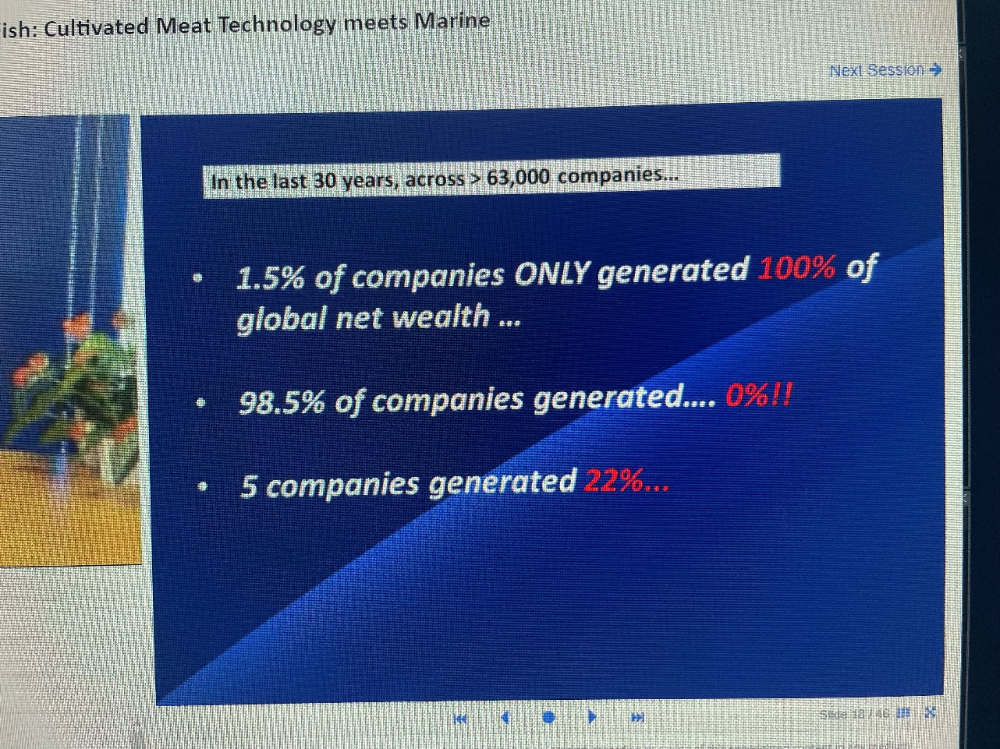 ish: Cultivated Meat Technology meets Marine
Next Session →
In the last 30 years, across > 63,000 companies...
• 1.5% of companies ONLY generated 100% of
global net wealth ...
• 98.5% of companies generated.... 0%!!
• 5 companies generated 22%...
Slide 18 / 46